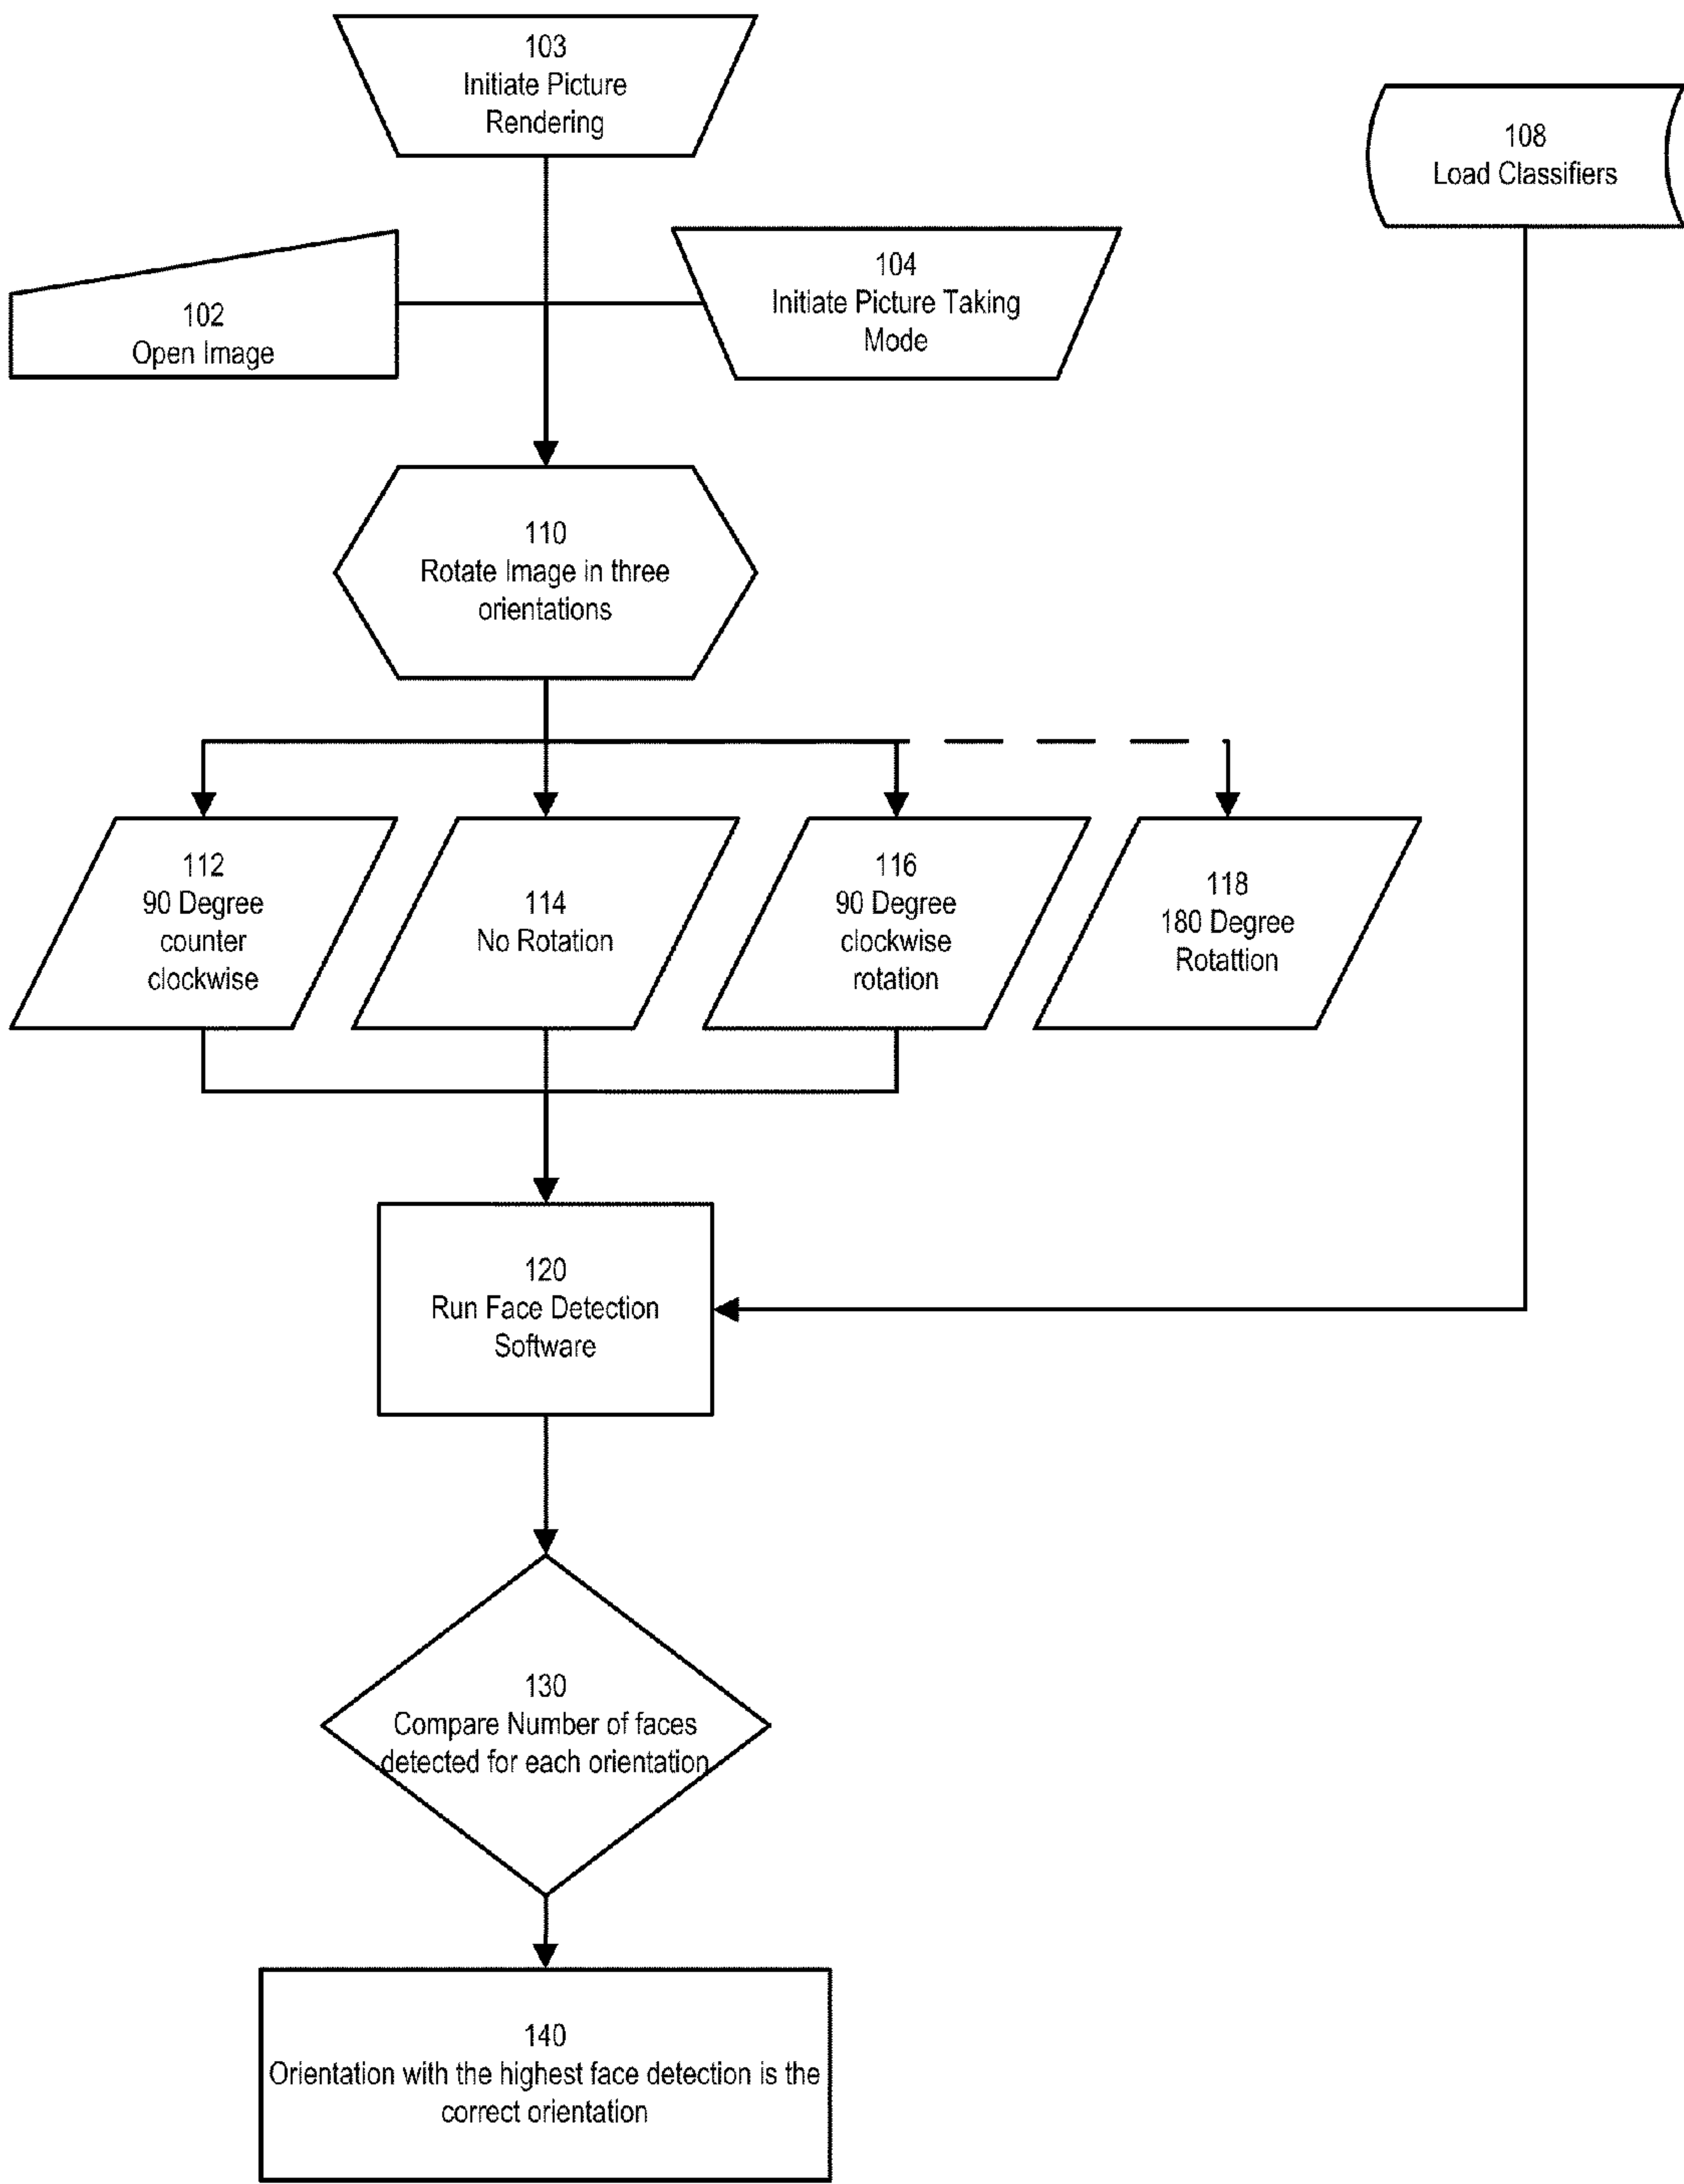 103
Initiate Picture
Rendering
108
Load Classifiers
102
Open Image
104
Initiate Picture Taking
Mode
110
Rotate Image in three
orientations
112
90 Degree
counter
clockwise
114
No Rotation
116
90 Degree
clockwise
rotation
118
180 Degree
Rotattion
120
Run Face Detection
Software
130
Compare Number of faces
detected for each orientation
140
Orientation with the highest face detection is the
correct orientation